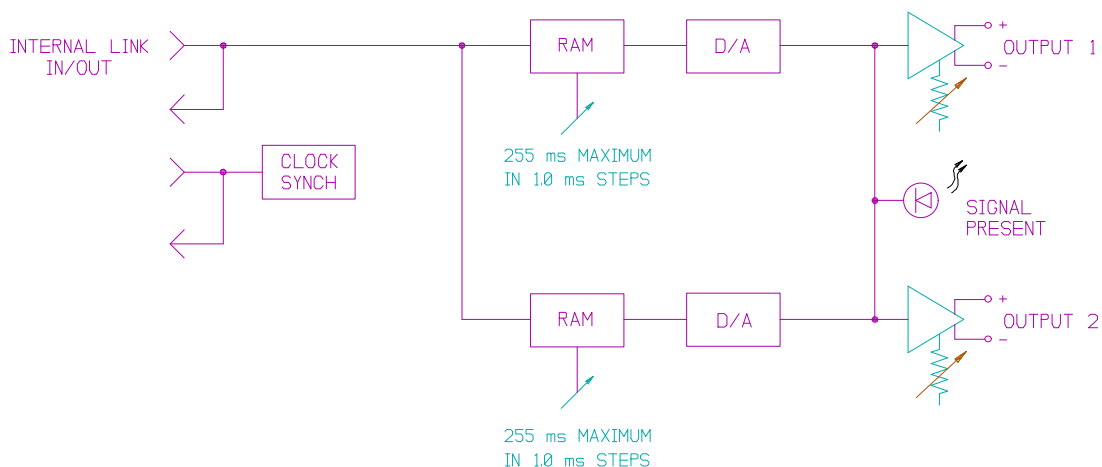 INTERNAL LINK
IN/OUT
RAM
D/A
+
OUTPUT 1
-
255 ms MAXIMUM
IN 1.0 ms STEPS
CLOCK
SYNCH
SIGNAL
PRESENT
RAM
D/A
+
OUTPUT 2
-
255 ms MAXIMUM
IN 1.0 ms STEPS